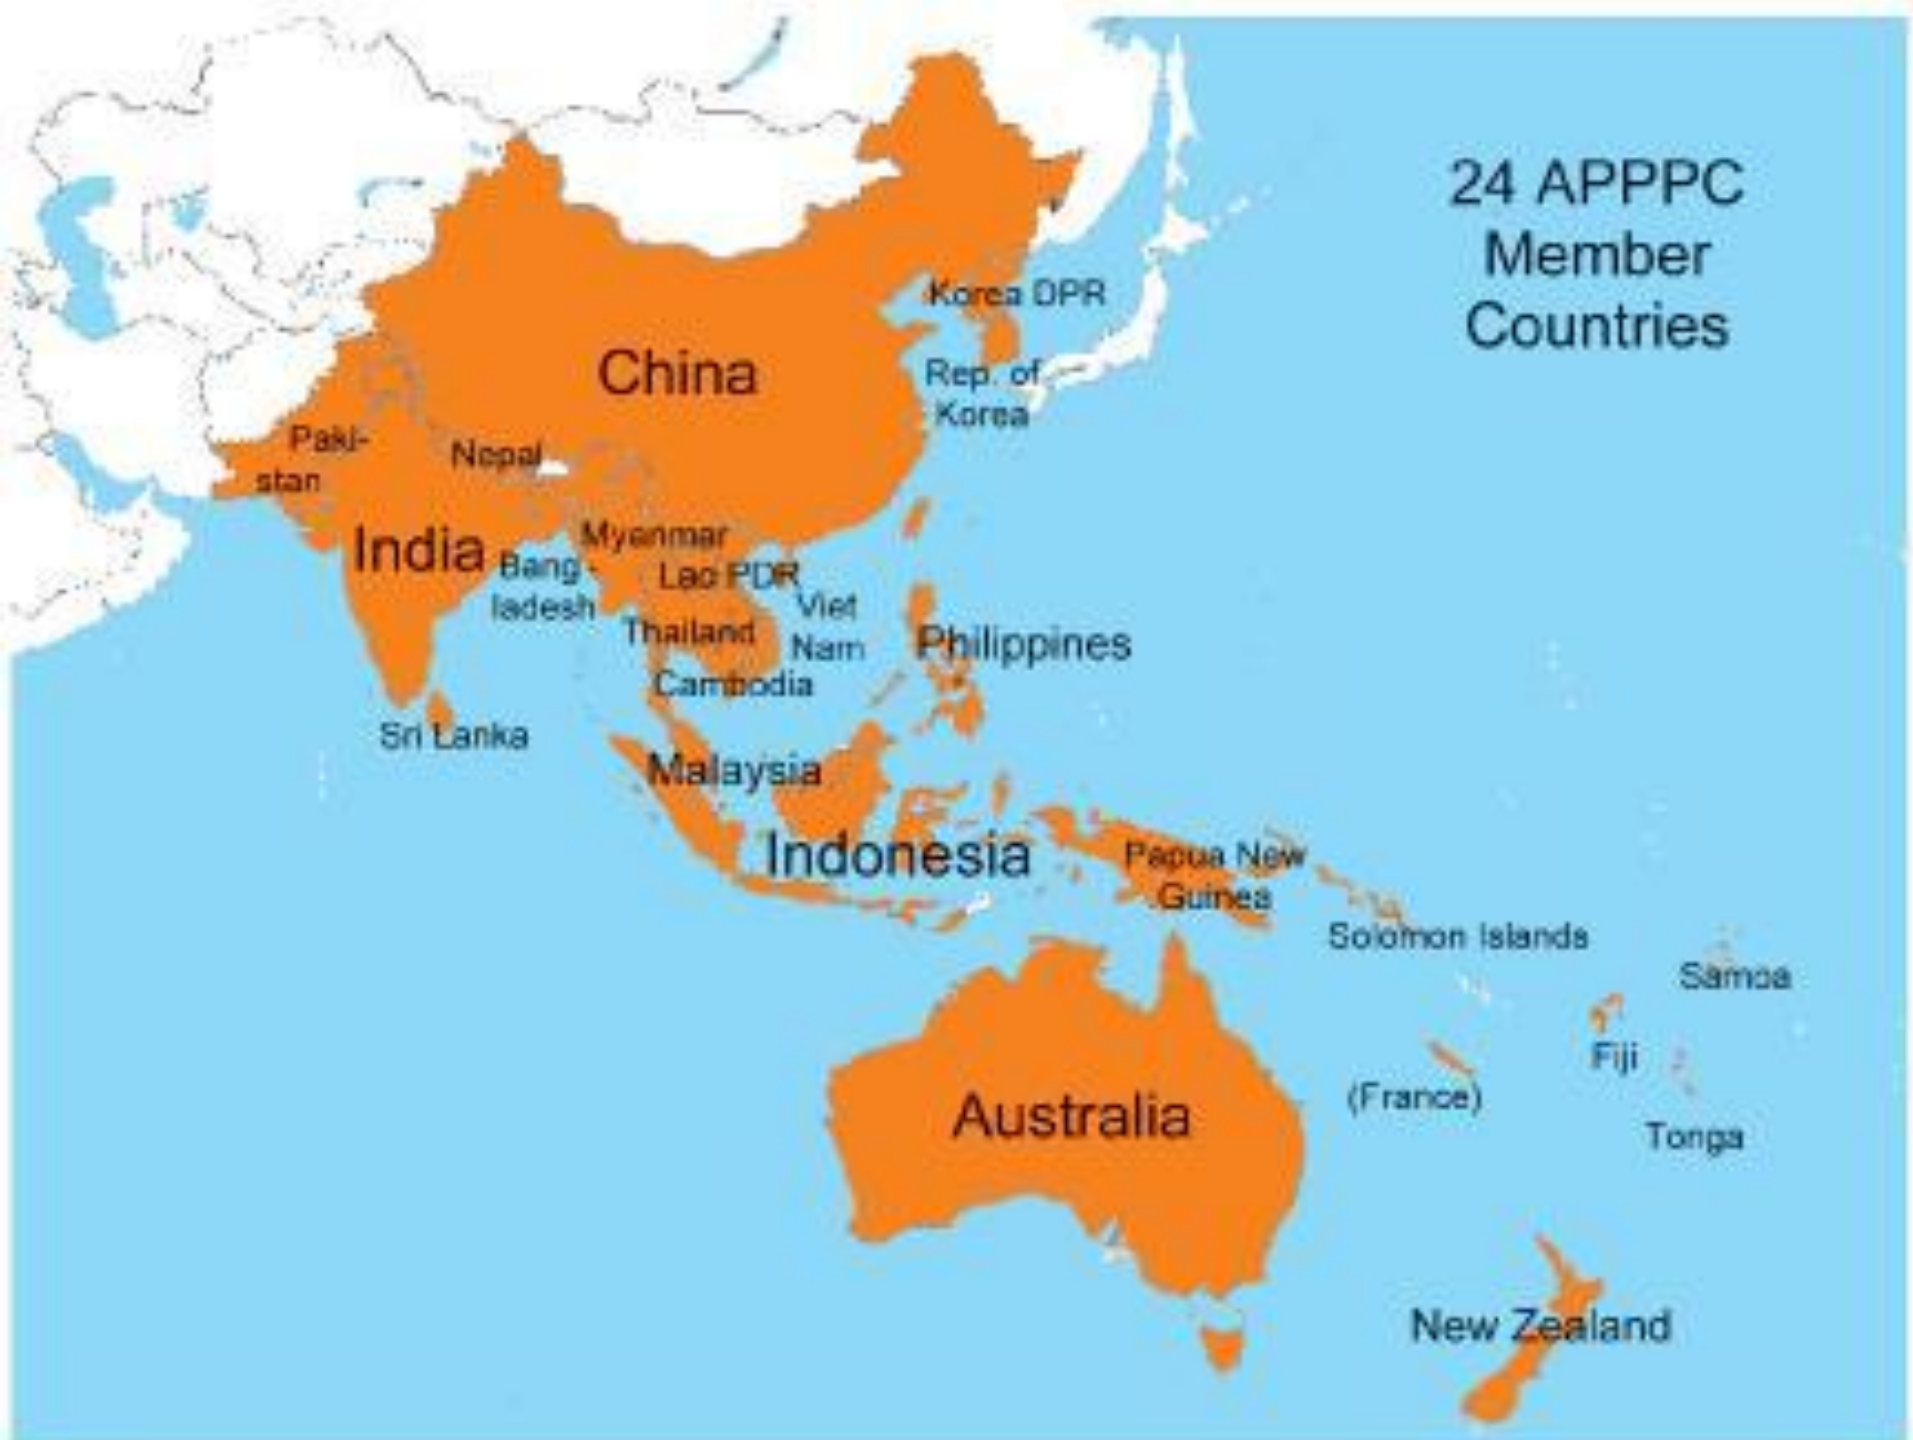 24 APPPC
Member
Countries
Korea DPR
China
Rep. of
Korea
Paki-
stan
Nepal
India
Myanmar
Bang -
ladesh
Lao PDR
Viet
Nam
Thailand
Cambodia
Philippines
Sri Lanka
Malaysia
Indonesia
Papua New
Guinea
Solomon Islands
Samoa
Fiji
(France)
Tonga
Australia
New Zealand